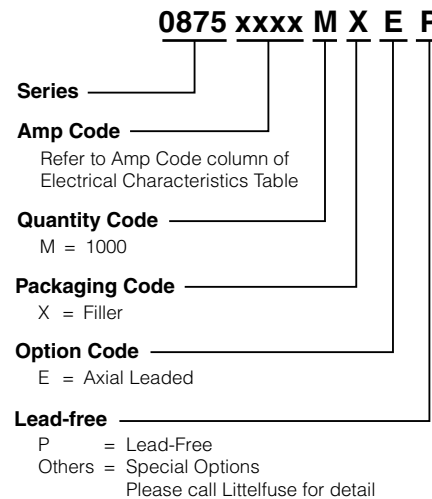 0875 xxxx M X E P
Series
Amp Code
Refer to Amp Code column of
Electrical Characteristics Table
Quantity Code
M = 1000
Packaging Code
X = Filler
Option Code
E = Axial Leaded
Lead-free
P = Lead-Free
Others = Special Options
Please call Littelfuse for detail